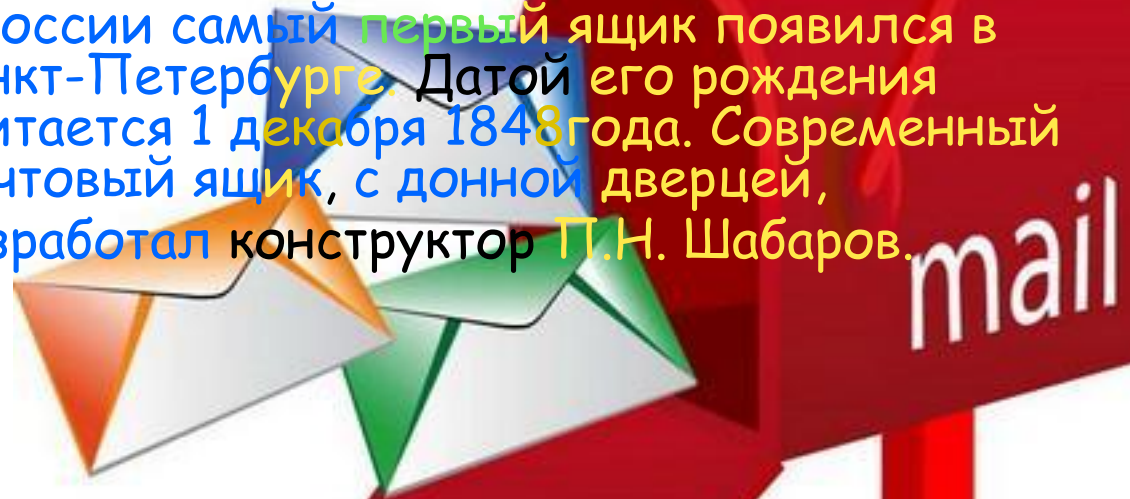 оссии самый первый ящик появился в
нкт-Петербурге. Датой его рождения
итается 1 декабря 1848года. Современный
чтовый ящик, с донной дверцей,
зработал конструктор П.Н. Шабаров.
mail